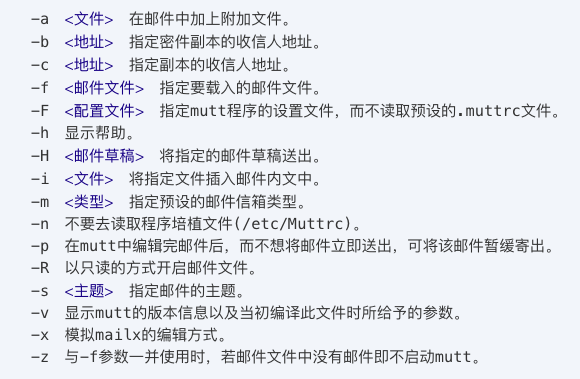 -a <文件> 在邮件中加上附加文件。
-b <地址> 指定密件副本的收信人地址。
-c <地址> 指定副本的收信人地址。
-f <邮件文件> 指定要载入的邮件文件。
-F <配置文件> 指定mutt程序的设置文件，而不读取预设的.muttrc文件。
-h 显示帮助。
-H <邮件草稿> 将指定的邮件草稿送出。
-i <文件> 将指定文件插入邮件内文中。
-m <类型> 指定预设的邮件信箱类型。
-n 不要去读取程序培植文件(/etc/Muttrc)。
-p 在mutt中编辑完邮件后，而不想将邮件立即送出，可将该邮件暂缓寄出。
-R 以只读的方式开启邮件文件。
-s <主题> 指定邮件的主题。
-v 显示mutt的版本信息以及当初编译此文件时所给予的参数。
-x 模拟mailx的编辑方式。
-z 与-f参数一并使用时，若邮件文件中没有邮件即不启动mutt。